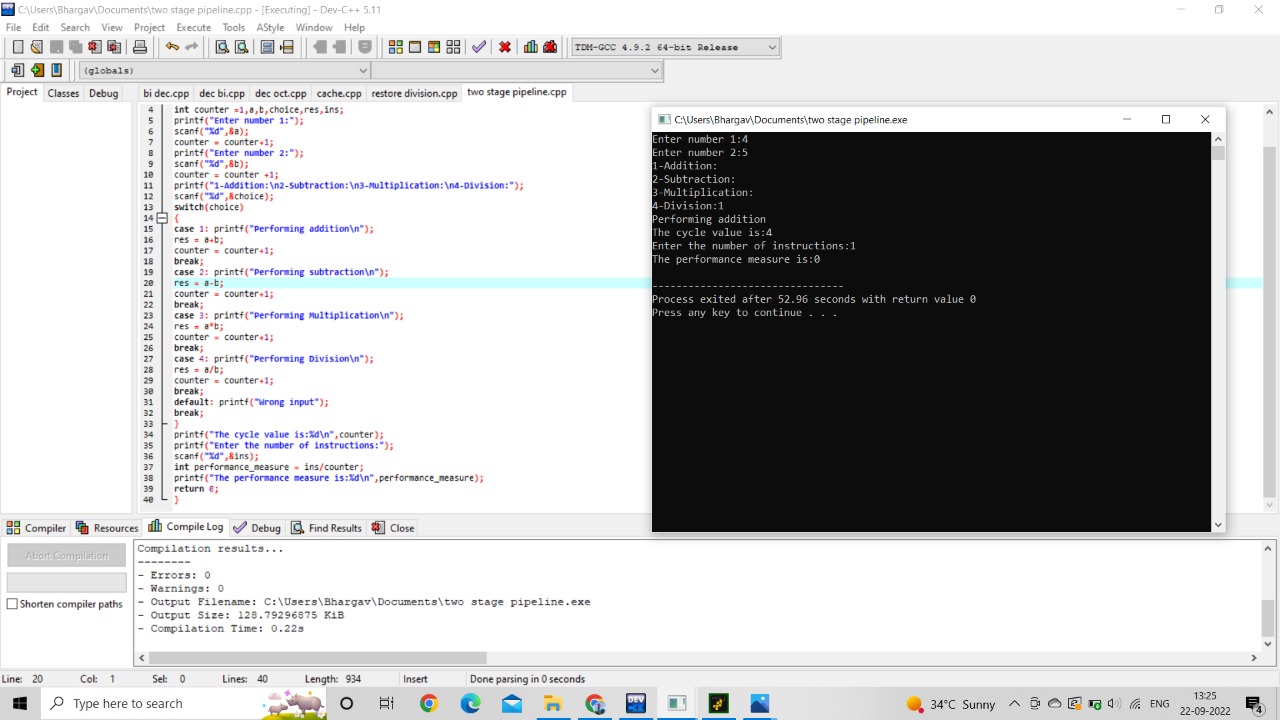 C:\Users\Bhargav\Documents\two stage pipeline.cpp - [Executing] - Dev-C++ 5.11
File Edit Search View Project Execute Tools AStyle Window Help
TDM-GCC 4.9.2 64-bit Release
(globals)
Project Classes Debug
bi dec.cpp dec bi.cpp dec oct.cpp cache.cpp restore division.cpp two stage pipeline.cpp
4 int counter =1,a,b,choice,res,ins;
5 printf("Enter number 1:");
6 scanf("%d",&a);
7 counter = counter+1;
8 printf("Enter number 2:");
9 scanf("%d",&b);
10 counter = counter +1;
11 printf("1-Addition:\n2-Subtraction:\n3-Multiplication:\n4-Division:");
12 scanf("%d",&choice);
13 switch(choice)
14 {
15 case 1: printf("Performing addition\n");
16 res = a+b;
17 counter = counter+1;
18 break;
19 case 2: printf("Performing subtraction\n");
20 res = a-b;
21 counter = counter+1;
22 break;
23 case 3: printf("Performing Multiplication\n");
24 res = a*b;
25 counter = counter+1;
26 break;
27 case 4: printf("Performing Division\n");
28 res = a/b;
29 counter = counter+1;
30 break;
31 default: printf("Wrong input");
32 break;
33 }
34 printf("The cycle value is:%d\n",counter);
35 printf("Enter the number of instructions:");
36 scanf("%d",&ins);
37 int performance_measure = ins/counter;
38 printf("The performance measure is:%d\n",performance_measure);
39 return 0;
40 }
C:\Users\Bhargav\Documents\two stage pipeline.exe
Enter number 1:4
Enter number 2:5
1-Addition:
2-Subtraction:
3-Multiplication:
4-Division:1
Performing addition
The cycle value is:4
Enter the number of instructions:1
The performance measure is:0
--------------------------------
Process exited after 52.96 seconds with return value 0
Press any key to continue . . .
Compiler Resources Compile Log Debug Find Results Close
Abort Compilation
Shorten compiler paths
Compilation results...
--------
- Errors: 0
- Warnings: 0
- Output Filename: C:\Users\Bhargav\Documents\two stage pipeline.exe
- Output Size: 128.79296875 KiB
- Compilation Time: 0.22s
Line: 20 Col: 1 Sel: 0 Lines: 40 Length: 934 Insert Done parsing in 0 seconds
Type here to search
34°C Sunny
ENG
13:25
22-09-2022
4